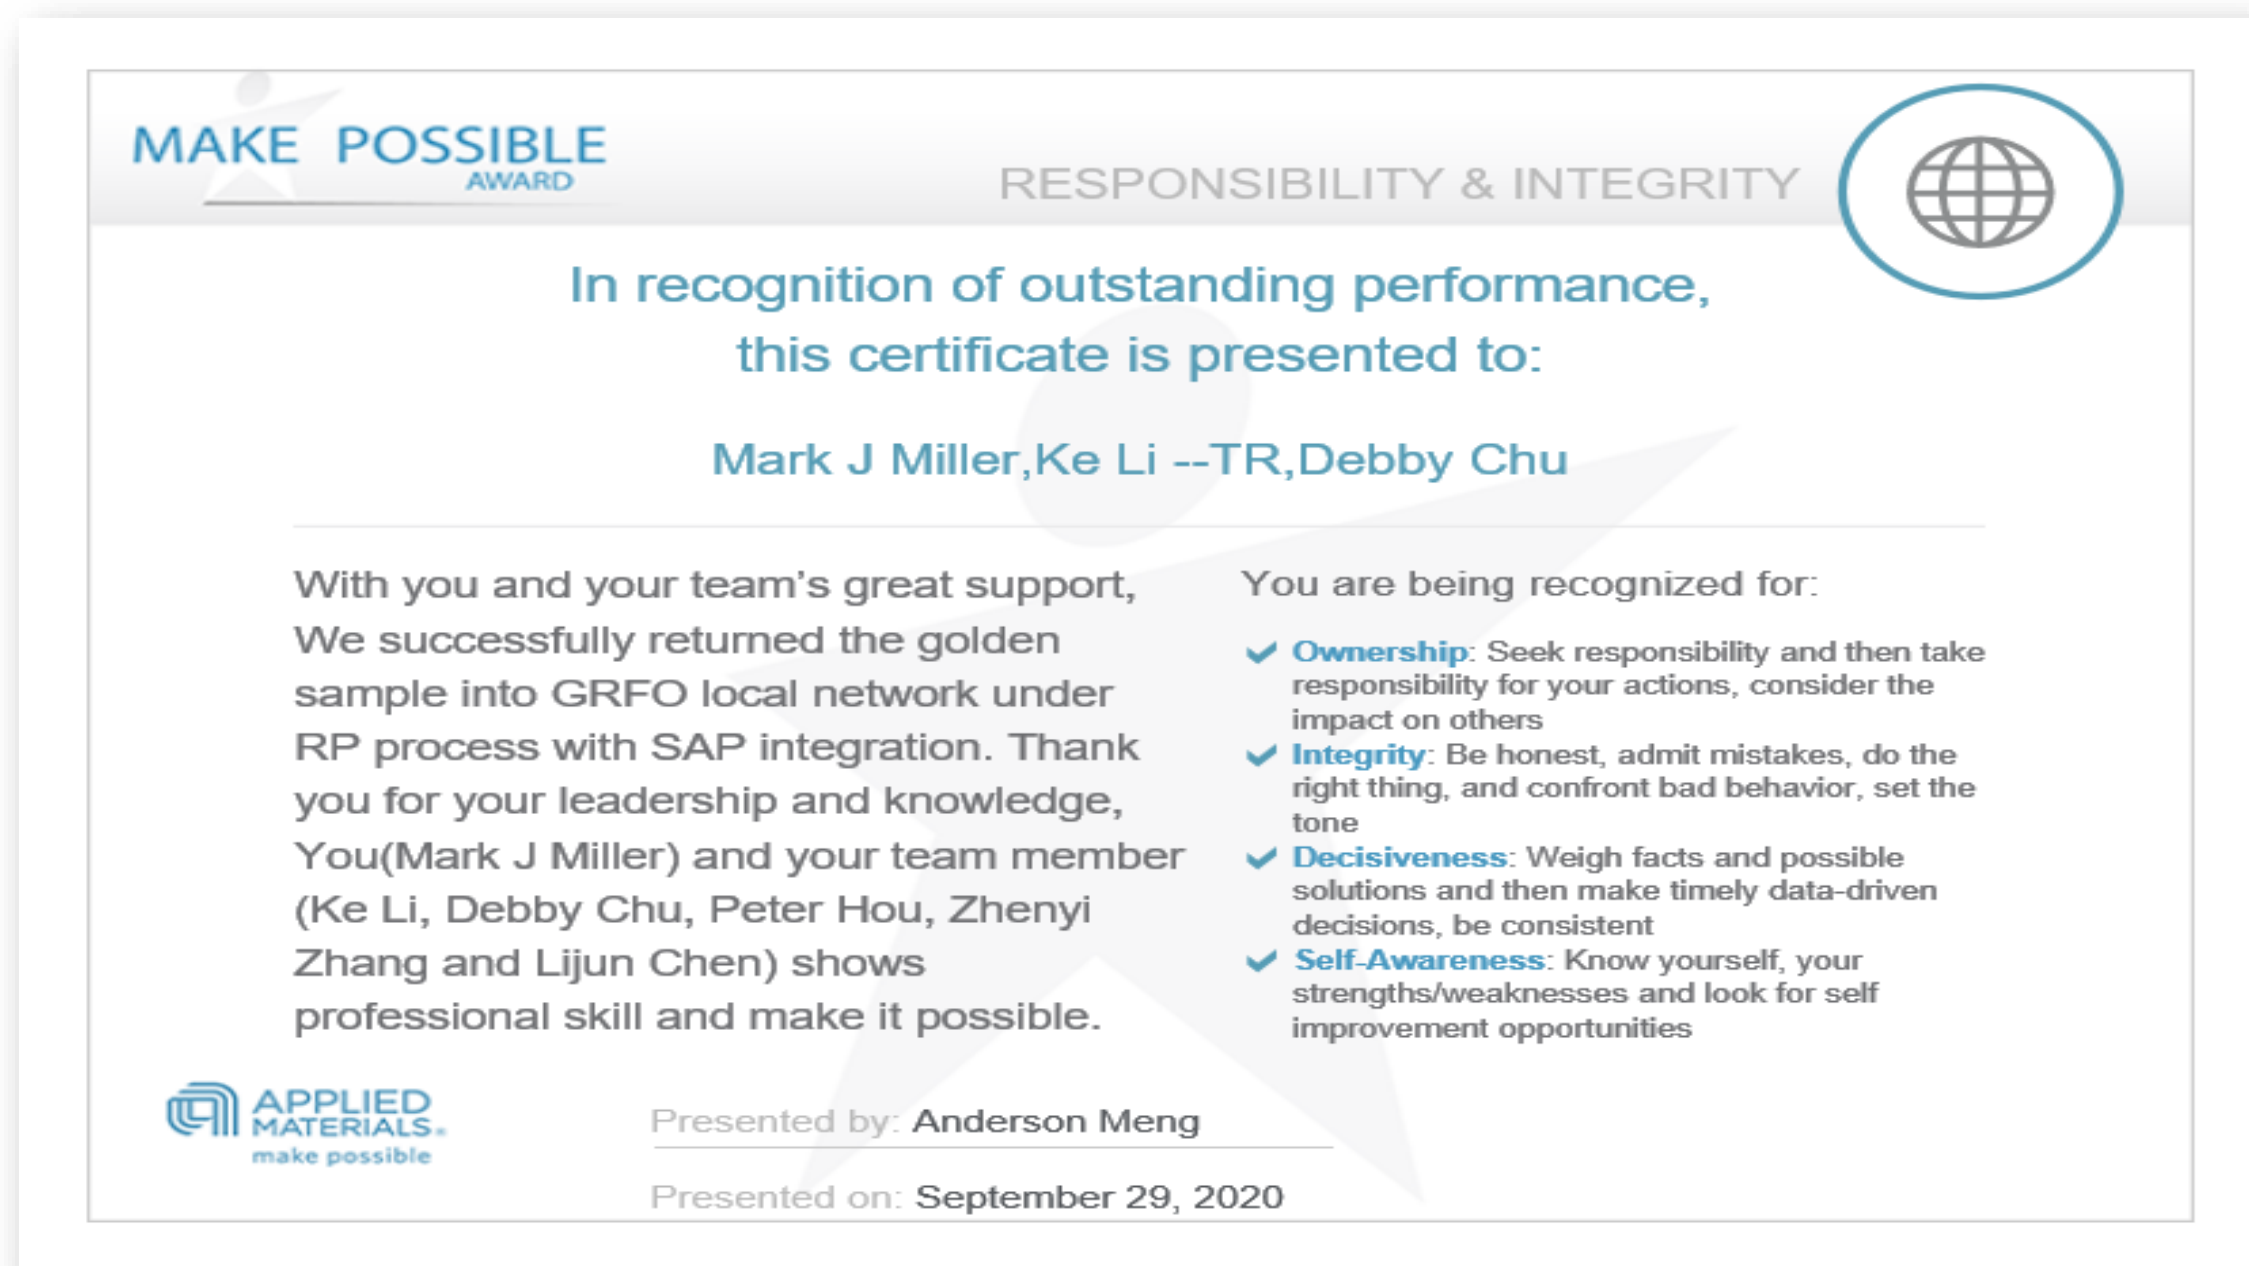 MAKE POSSIBLE
AWARD
RESPONSIBILITY & INTEGRITY
In recognition of outstanding performance,
this certificate is presented to:
Mark J Miller,Ke Li --TR,Debby Chu
With you and your team's great support,
We successfully returned the golden
sample into GRFO local network under
RP process with SAP integration. Thank
you for your leadership and knowledge,
You(Mark J Miller) and your team member
(Ke Li, Debby Chu, Peter Hou, Zhenyi
Zhang and Lijun Chen) shows
professional skill and make it possible.
You are being recognized for:
Ownership: Seek responsibility and then take
responsibility for your actions, consider the
impact on others
Integrity: Be honest, admit mistakes, do the
right thing, and confront bad behavior, set the
tone
Decisiveness: Weigh facts and possible
solutions and then make timely data-driven
decisions, be consistent
Self-Awareness: Know yourself, your
strengths/weaknesses and look for self
improvement opportunities
APPLIED
MATERIALS®
make possible
Presented by: Anderson Meng
Presented on: September 29, 2020